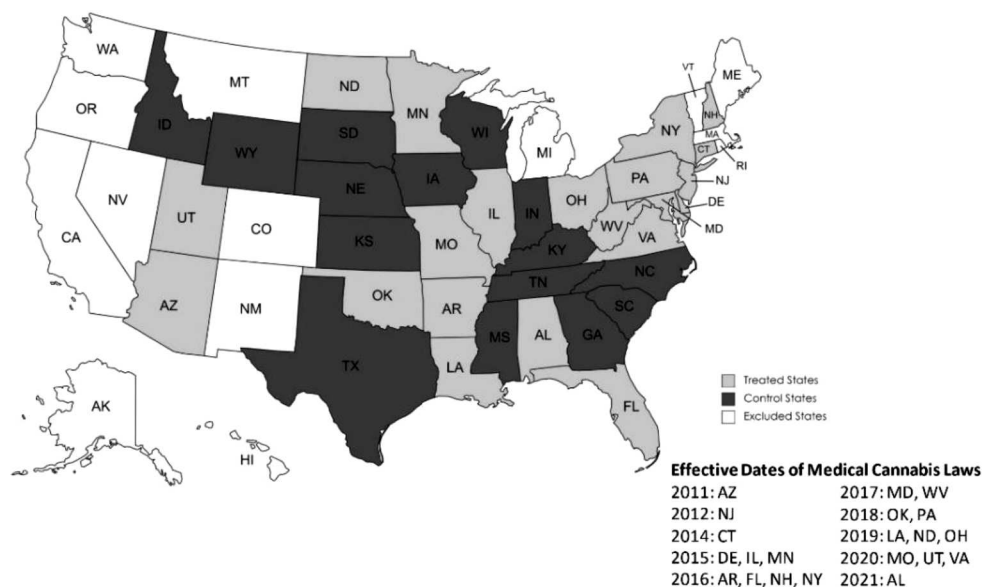 WA
MT
ND
MN
VT
ME
OR
ID
SD
WI
NY
NH
MA
CT
RI
WY
MI
NV
UT
NE
IA
PA
NJ
IL
IN
OH
DE
CA
CO
KS
MO
WV
VA
MD
KY
AZ
NM
OK
AR
TN
NC
SC
TX
LA
MS
AL
GA
FL
AK
HI
Treated States
Control States
Excluded States
Effective Dates of Medical Cannabis Laws
2011: AZ 2017: MD, WV
2012: NJ 2018: OK, PA
2014: CT 2019: LA, ND, OH
2015: DE, IL, MN 2020: MO, UT, VA
2016: AR, FL, NH, NY 2021: AL